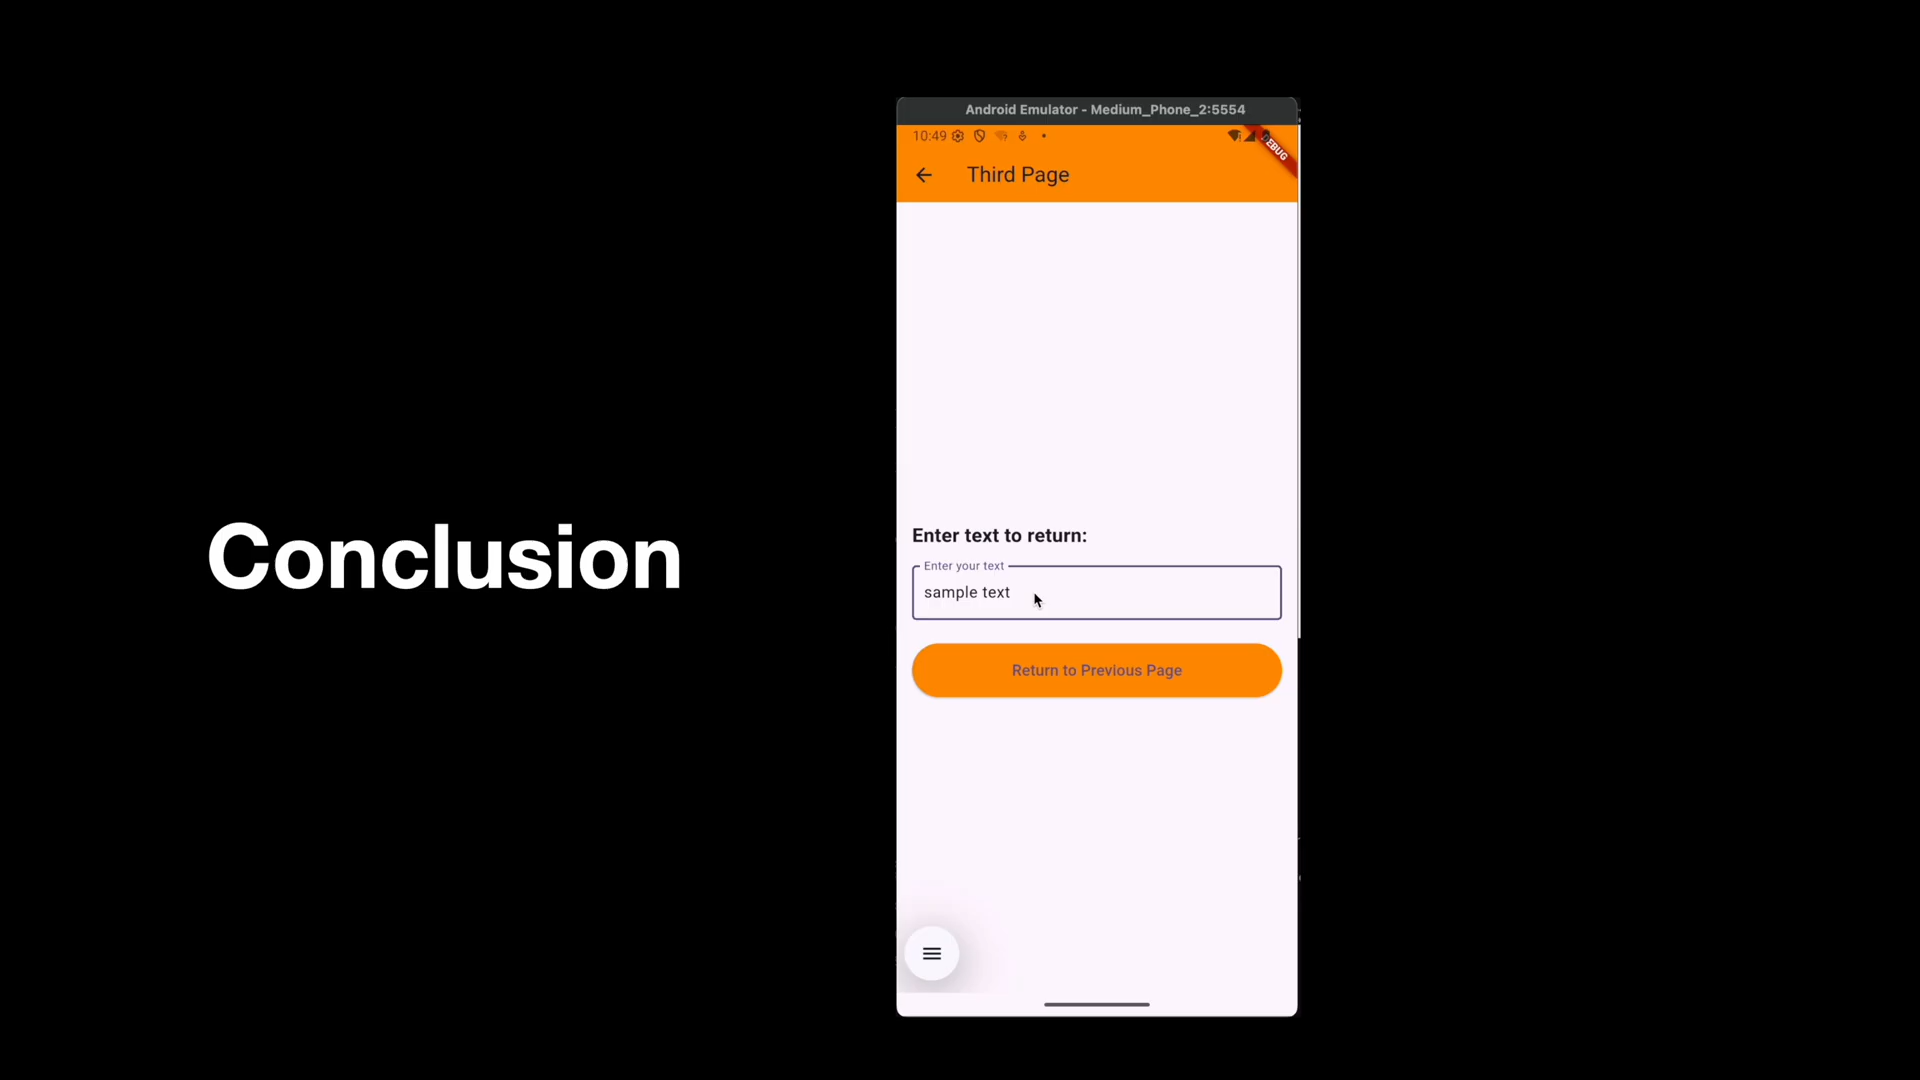 Android Emulator - Medium_Phone_2:5554
10:49
Third Page
Conclusion
Enter text to return:
Enter your text
sample text
Return to Previous Page